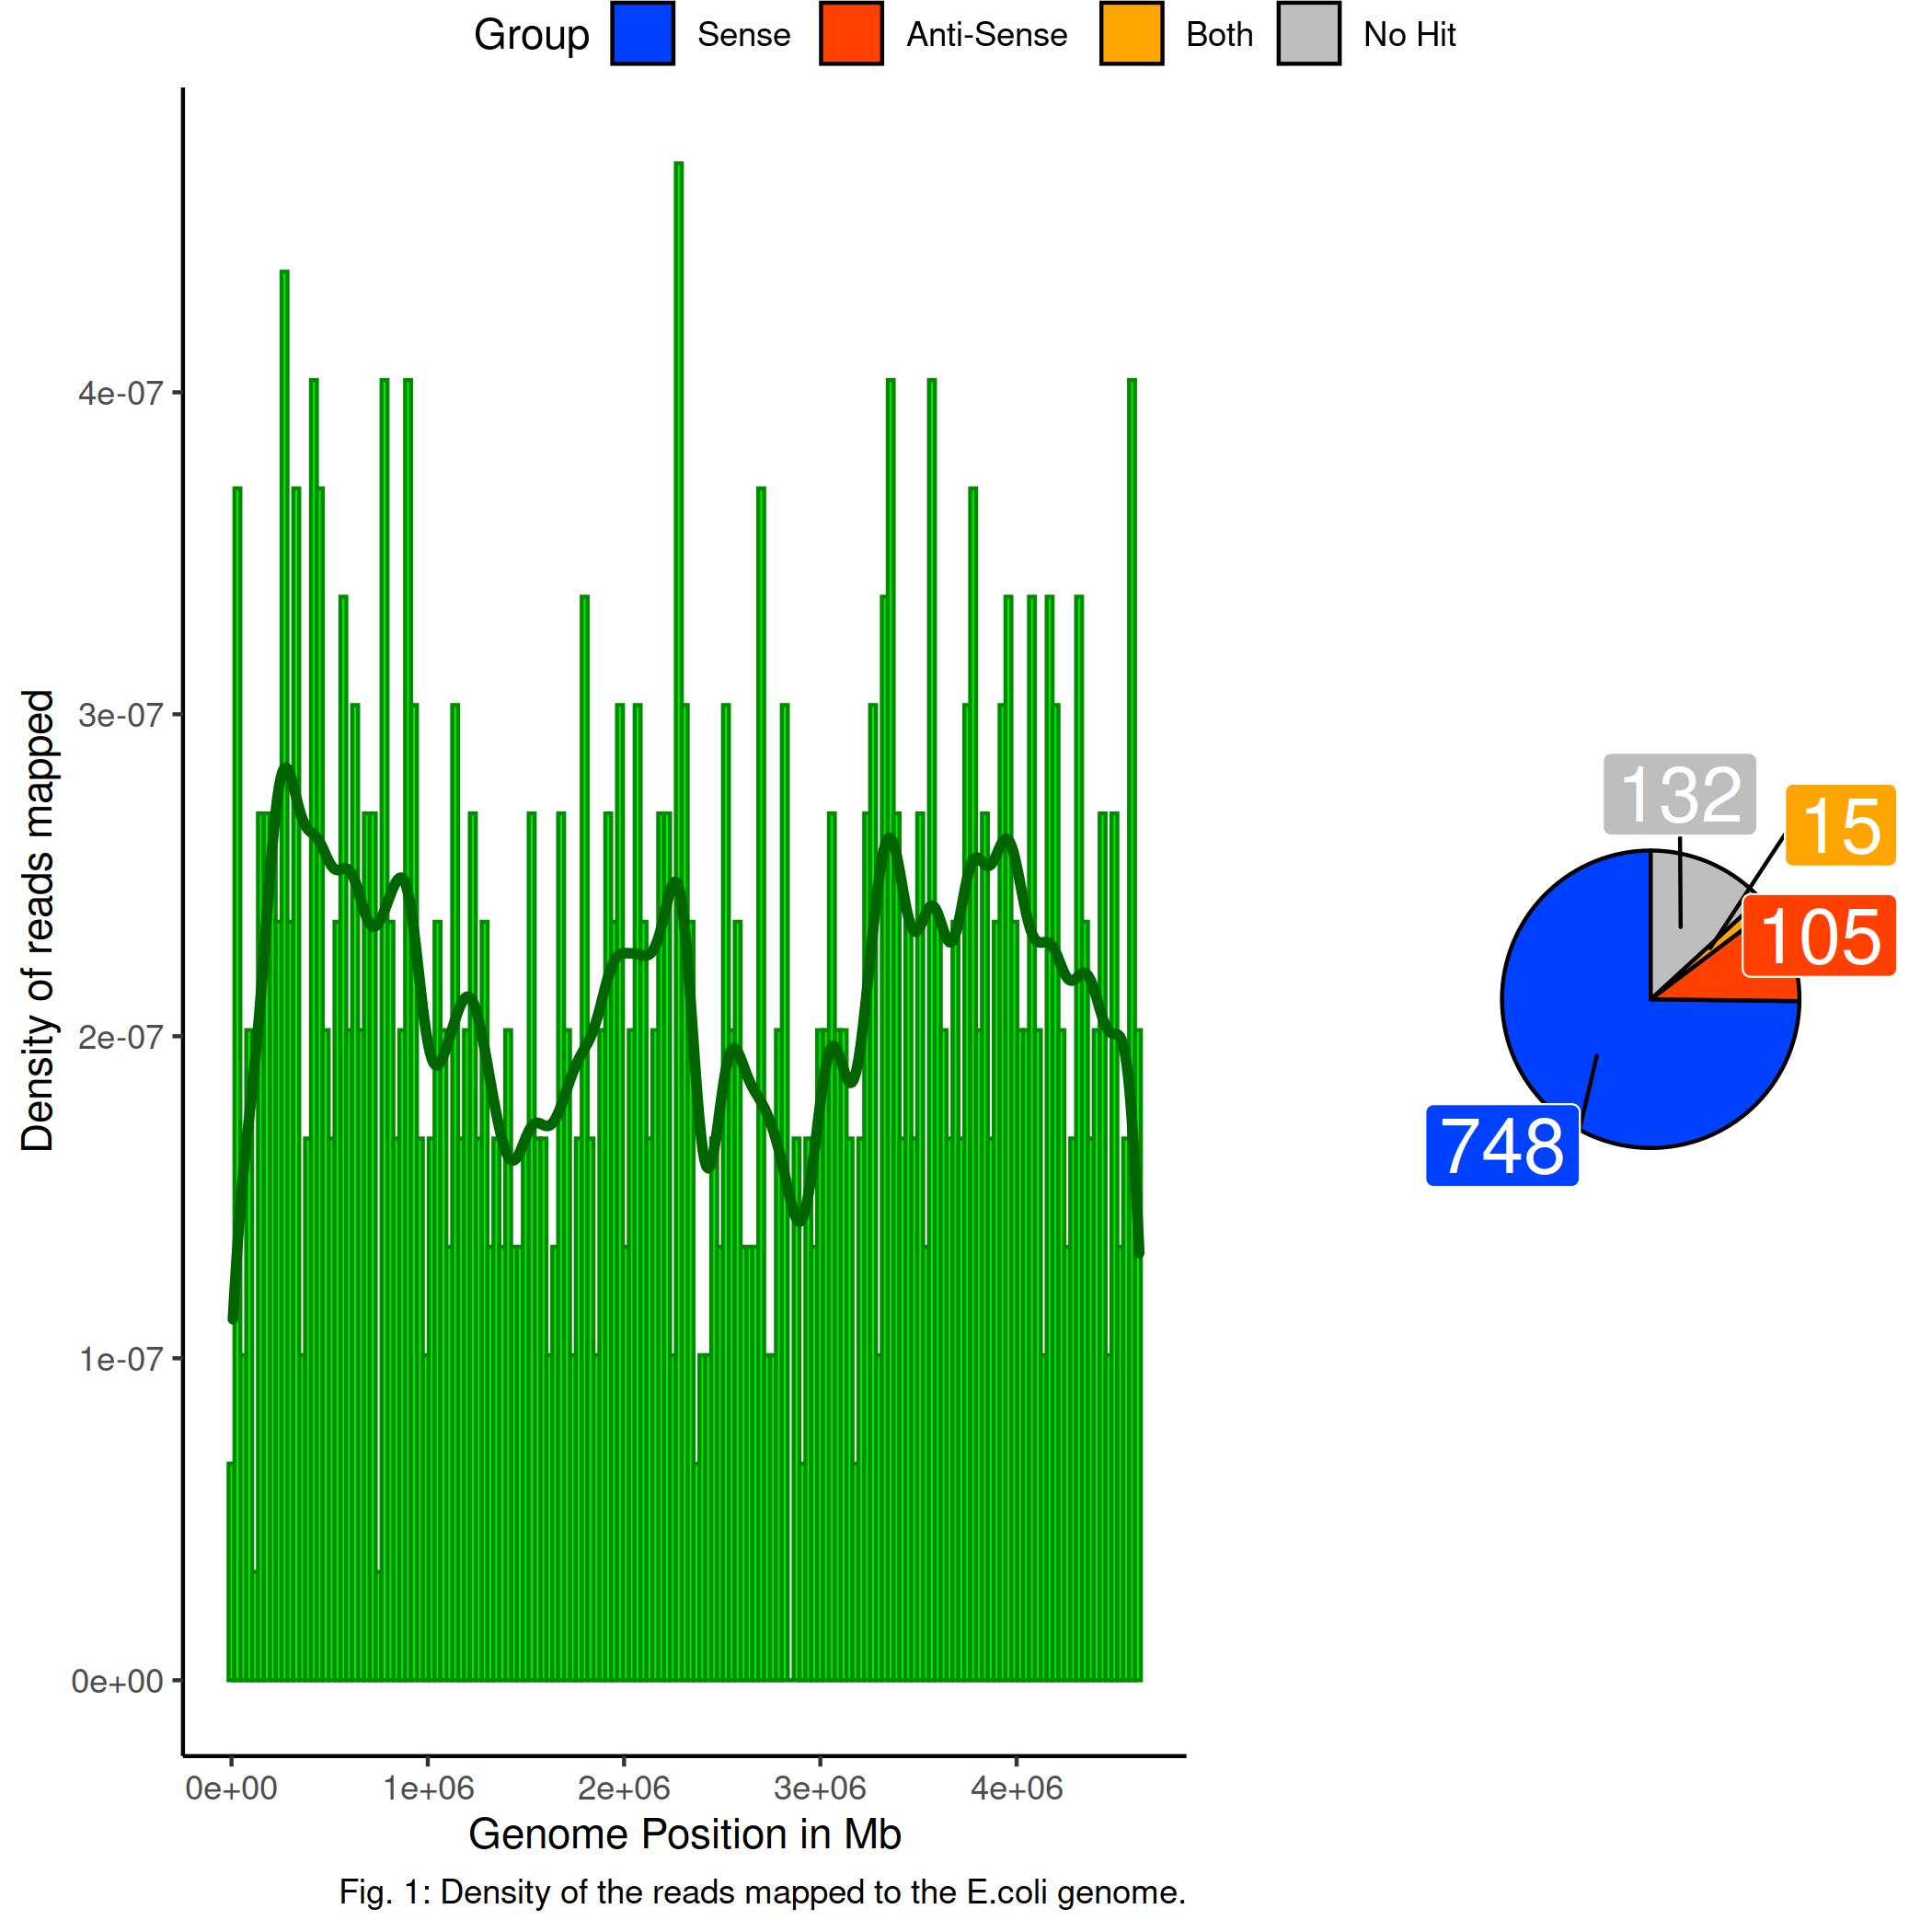 Group Sense Anti-Sense Both No Hit
Density of reads mapped
4e-07
3e-07
2e-07
1e-07
0e+00
0e+00 1e+06 2e+06 3e+06 4e+06
Genome Position in Mb
Fig. 1: Density of the reads mapped to the E.coli genome.
132
15
105
748